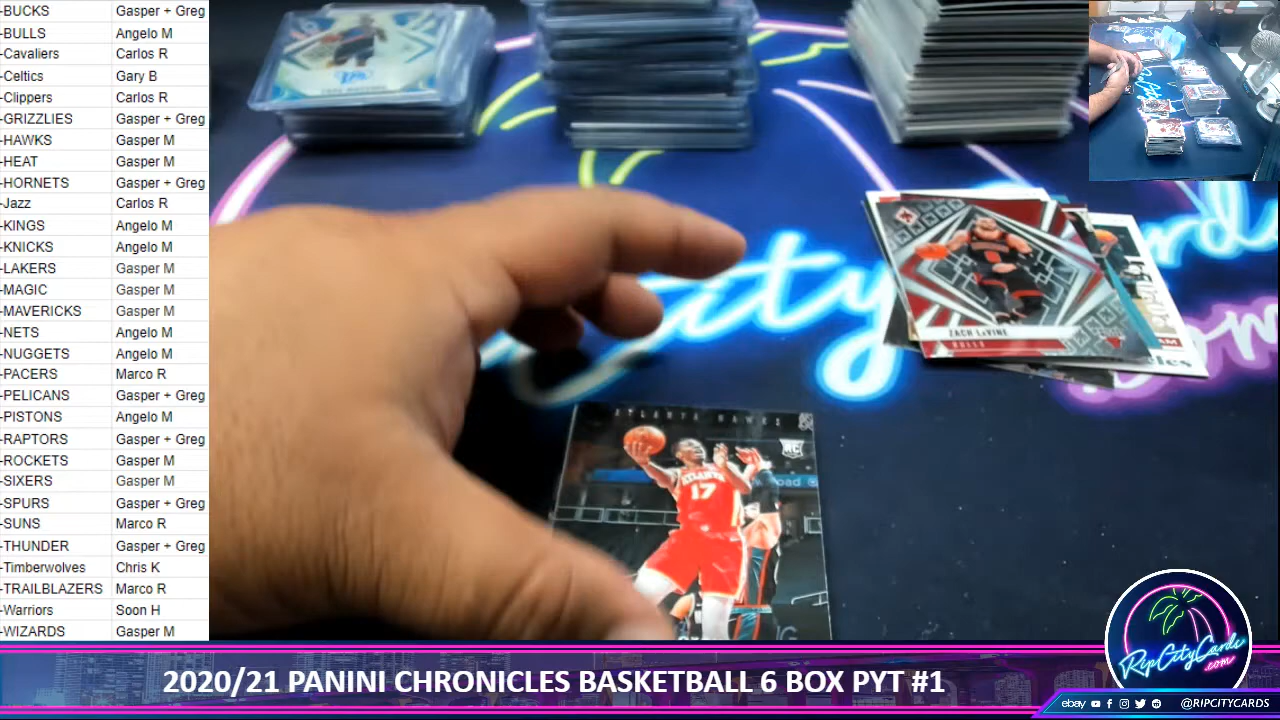 -BUCKS Gasper + Greg
-BULLS Angelo M
-Cavaliers Carlos R
-Celtics Gary B
-Clippers Carlos R
-GRIZZLIES Gasper + Greg
-HAWKS Gasper M
-HEAT Gasper M
-HORNETS Gasper + Greg
-Jazz Carlos R
-KINGS Angelo M
-KNICKS Angelo M
-LAKERS Gasper M
-MAGIC Gasper M
-MAVERICKS Gasper M
-NETS Angelo M
-NUGGETS Angelo M
-PACERS Marco R
-PELICANS Gasper + Greg
-PISTONS Angelo M
-RAPTORS Gasper + Greg
-ROCKETS Gasper M
-SIXERS Gasper M
-SPURS Gasper + Greg
-SUNS Marco R
-THUNDER Gasper + Greg
-Timberwolves Chris K
-TRAILBLAZERS Marco R
-Warriors Soon H
-WIZARDS Gasper M
ZACH LaVINE
BULLS
City
ATLANTA HAWKS
RC
ATLANTA
17
RipCityCards
.com
2020/21 PANINI CHRONICLES BASKETBALL 6 BOX PYT #1
ebay @RIPCITYCARDS